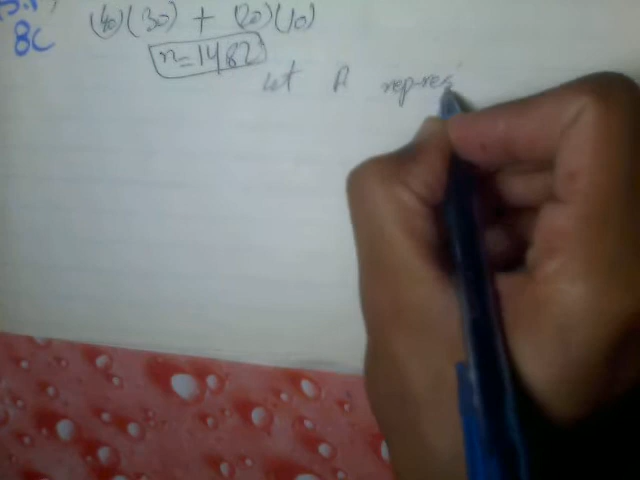 (40)(30) + (20)(10)
8C
n=1482
let A repres